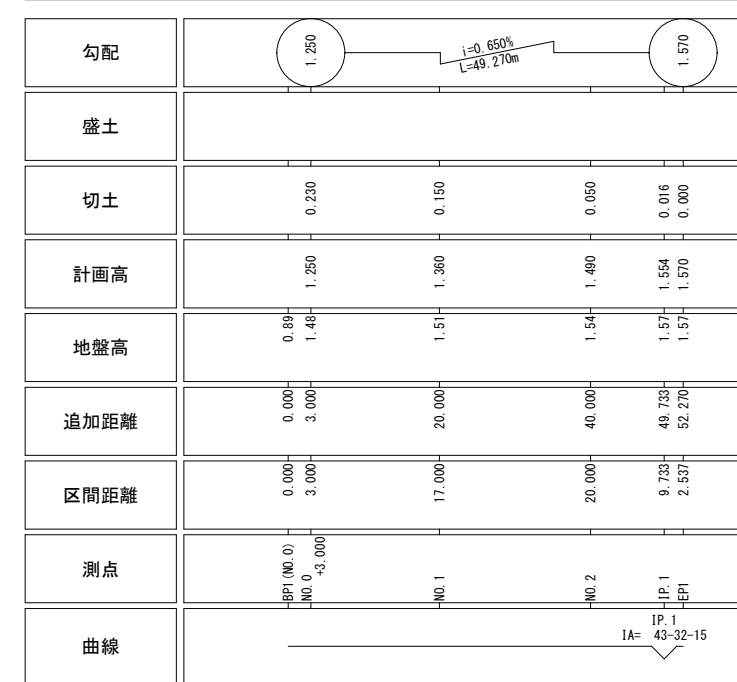 勾配
1.250
i=0.650%
L=49.270m
1.570
盛土
切土
0.230
0.150
0.050
0.016
0.000
計画高
1.250
1.360
1.490
1.554
1.570
地盤高
0.89
1.48
1.51
1.54
1.57
1.57
追加距離
0.000
3.000
20.000
40.000
49.733
52.270
区間距離
0.000
3.000
17.000
20.000
9.733
2.537
測点
BP1(NO.0)
NO.0
+3.000
NO.1
NO.2
IP.1
EP1
曲線
IP.1
IA= 43-32-15